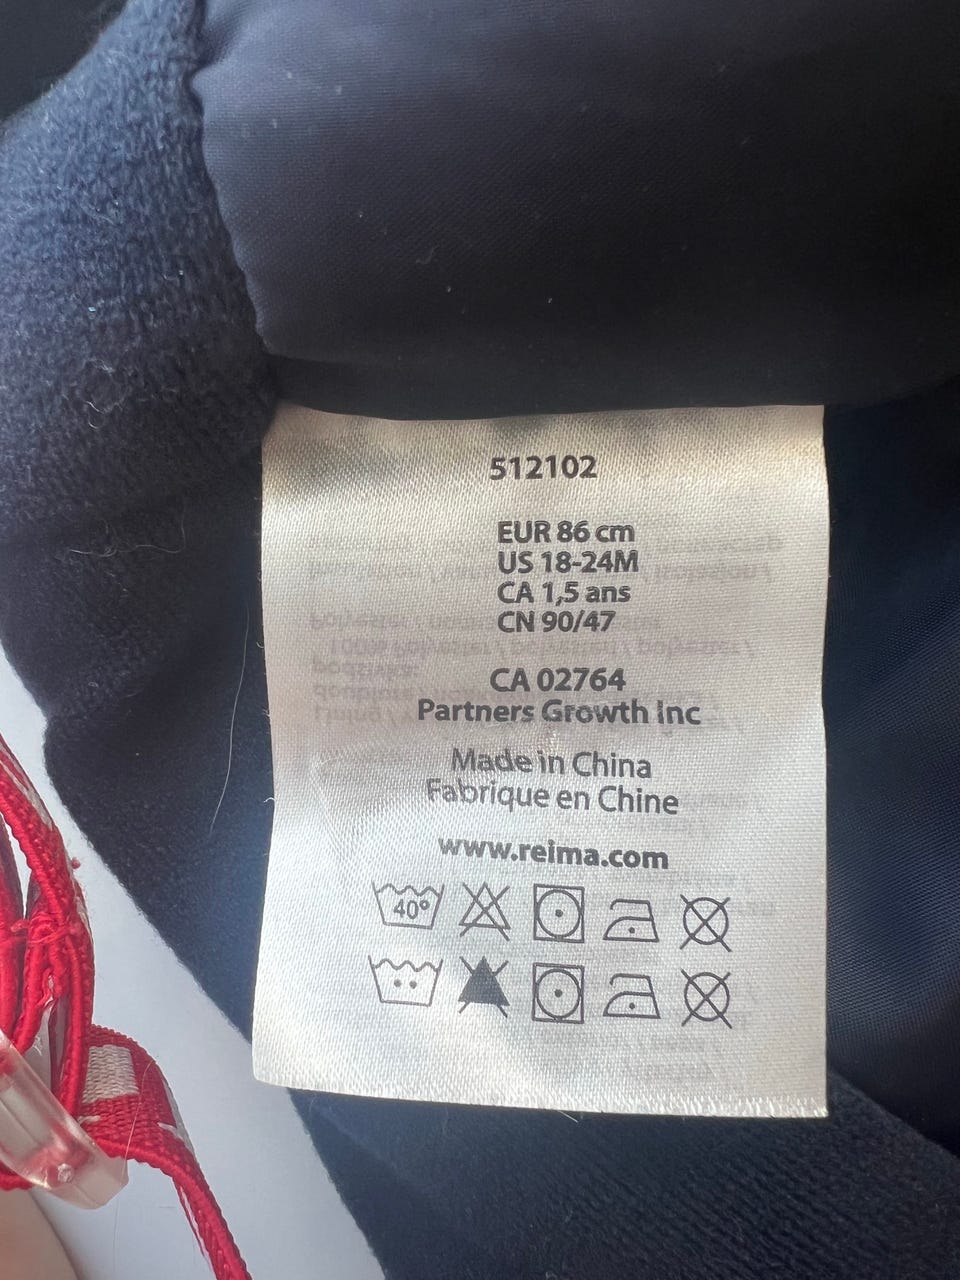 512102
EUR 86 cm
US 18-24M
CA 1,5 ans
CN 90/47
CA 02764
Partners Growth Inc
Made in China
Fabrique en Chine
www.reima.com
40°